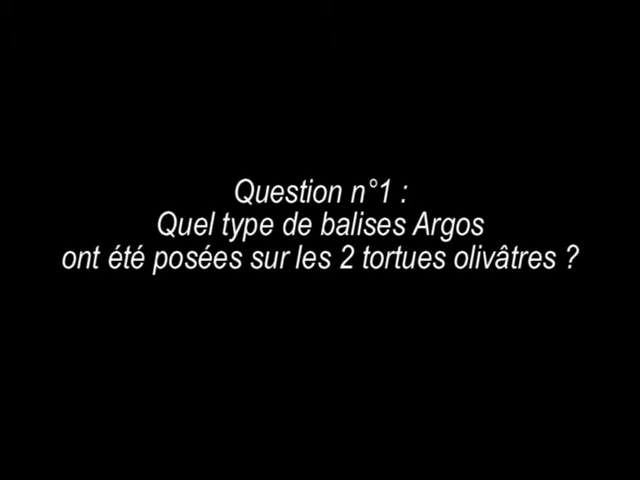 Question n°1 :
Quel type de balises Argos
ont été posées sur les 2 tortues olivâtres ?